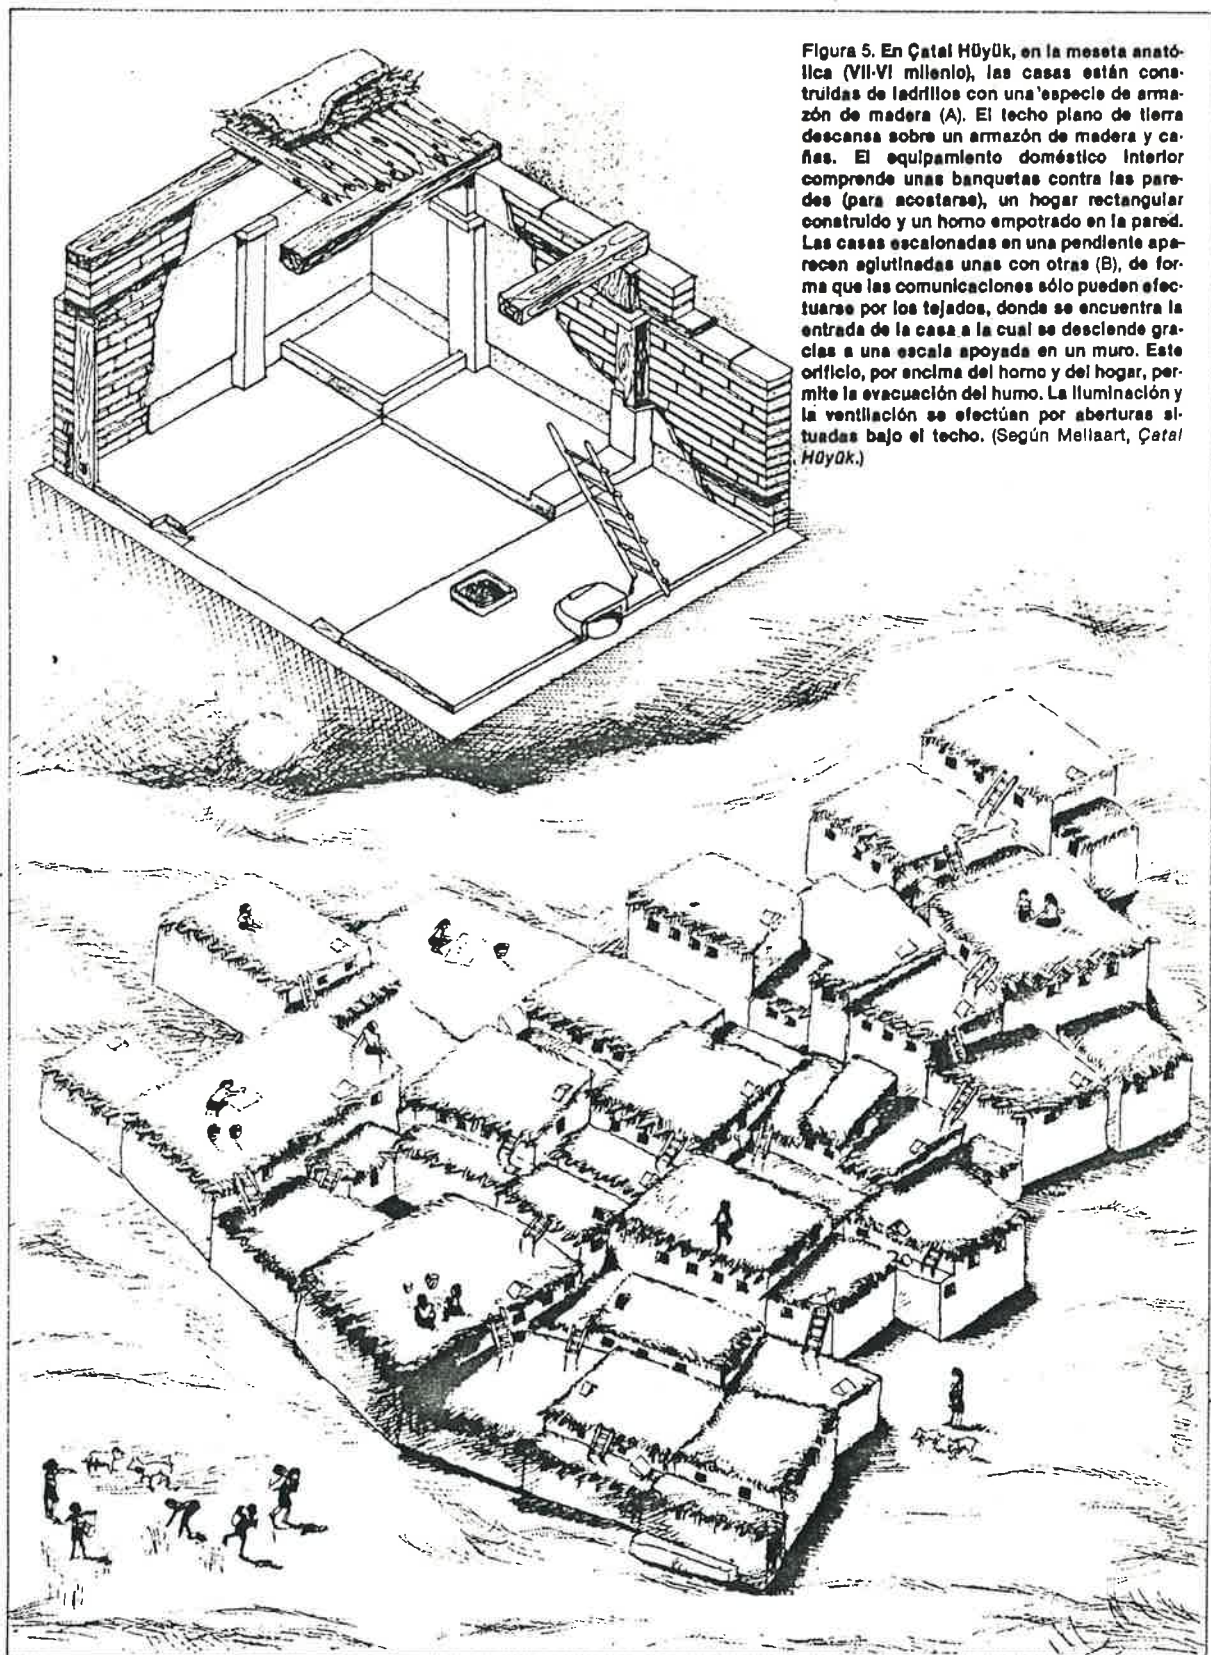 Figura 5. En Çatal Hüyük, en la meseta anató-
lica (VII-VI milenio), las casas están cons-
truidas de ladrillos con una especie de arma-
zón de madera (A). El techo plano de tierra
descansa sobre un armazón de madera y ca-
ñas. El equipamiento doméstico interior
comprende unas banquetas contra las pare-
des (para acostarse), un hogar rectangular
construido y un horno empotrado en la pared.
Las casas escalonadas en una pendiente apa-
recen aglutinadas unas con otras (B), de for-
ma que las comunicaciones sólo pueden efec-
tuarse por los tejados, donde se encuentra la
entrada de la casa a la cual se desciende gra-
cias a una escala apoyada en un muro. Este
orificio, por encima del horno y del hogar, per-
mite la evacuación del humo. La iluminación y
la ventilación se efectúan por aberturas si-
tuadas bajo el techo. (Según Mellaart, Çatal
Hüyük.)